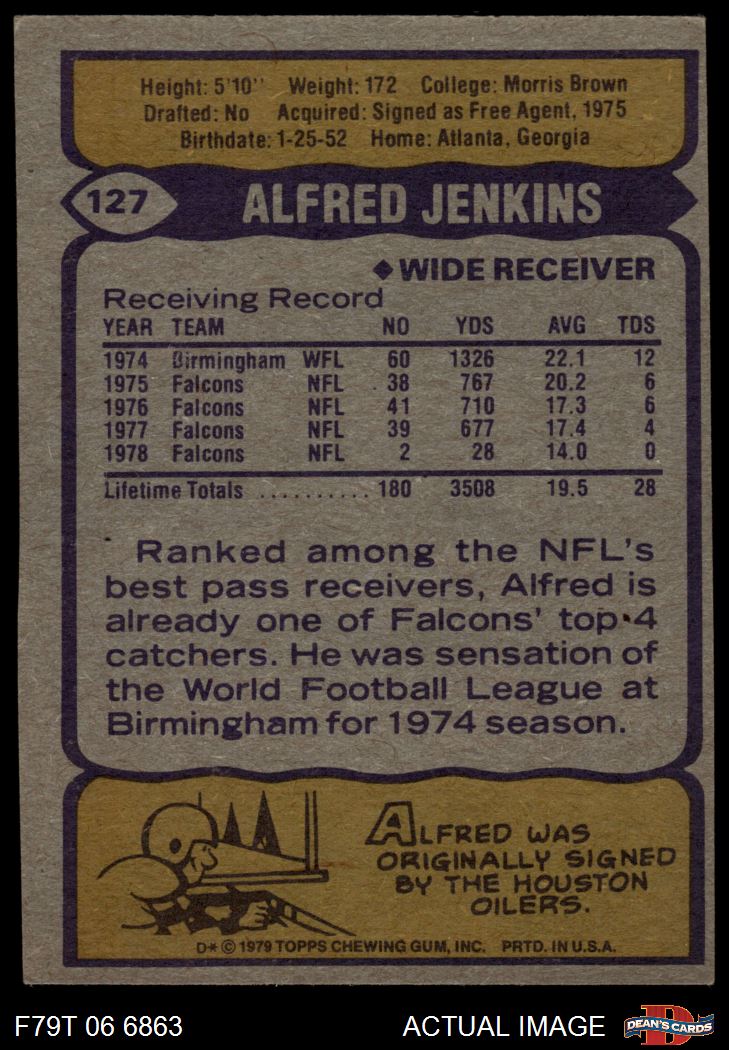 Height: 5'10'' Weight: 172 College: Morris Brown
Drafted: No Acquired: Signed as Free Agent, 1975
Birthdate: 1-25-52 Home: Atlanta, Georgia
127 ALFRED JENKINS
◆ WIDE RECEIVER
Receiving Record
YEAR TEAM NO YDS AVG TDS
1974 Birmingham WFL 60 1326 22.1 12
1975 Falcons NFL 38 767 20.2 6
1976 Falcons NFL 41 710 17.3 6
1977 Falcons NFL 39 677 17.4 4
1978 Falcons NFL 2 28 14.0 0
Lifetime Totals .......... 180 3508 19.5 28
Ranked among the NFL's
best pass receivers, Alfred is
already one of Falcons' top 4
catchers. He was sensation of
the World Football League at
Birmingham for 1974 season.
ALFRED WAS
ORIGINALLY SIGNED
BY THE HOUSTON
OILERS.
D* © 1979 TOPPS CHEWING GUM, INC. PRTD. IN U.S.A.
F79T 06 6863 ACTUAL IMAGE DEAN'S CARDS